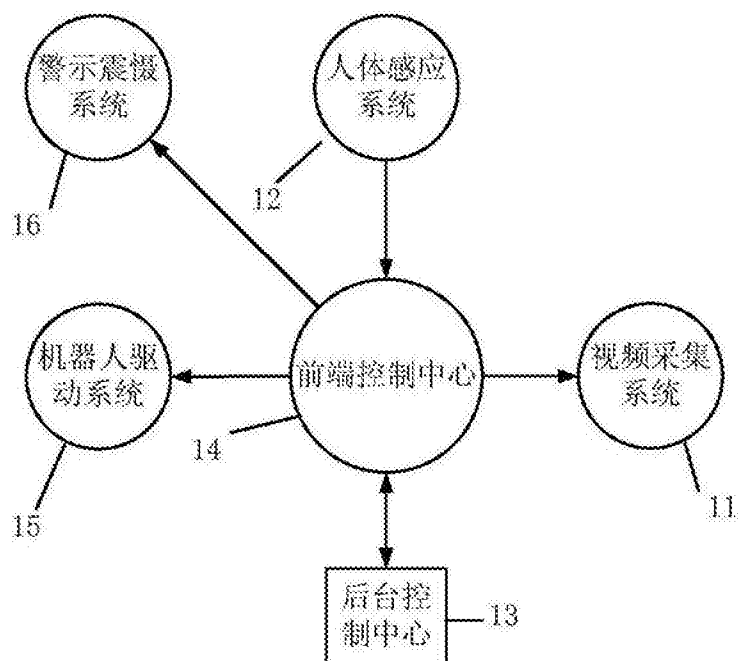 警示震慑
系统
人体感应
系统
16
12
机器人驱
动系统
前端控制中心
视频采集
系统
15
14
11
后台控
制中心
13